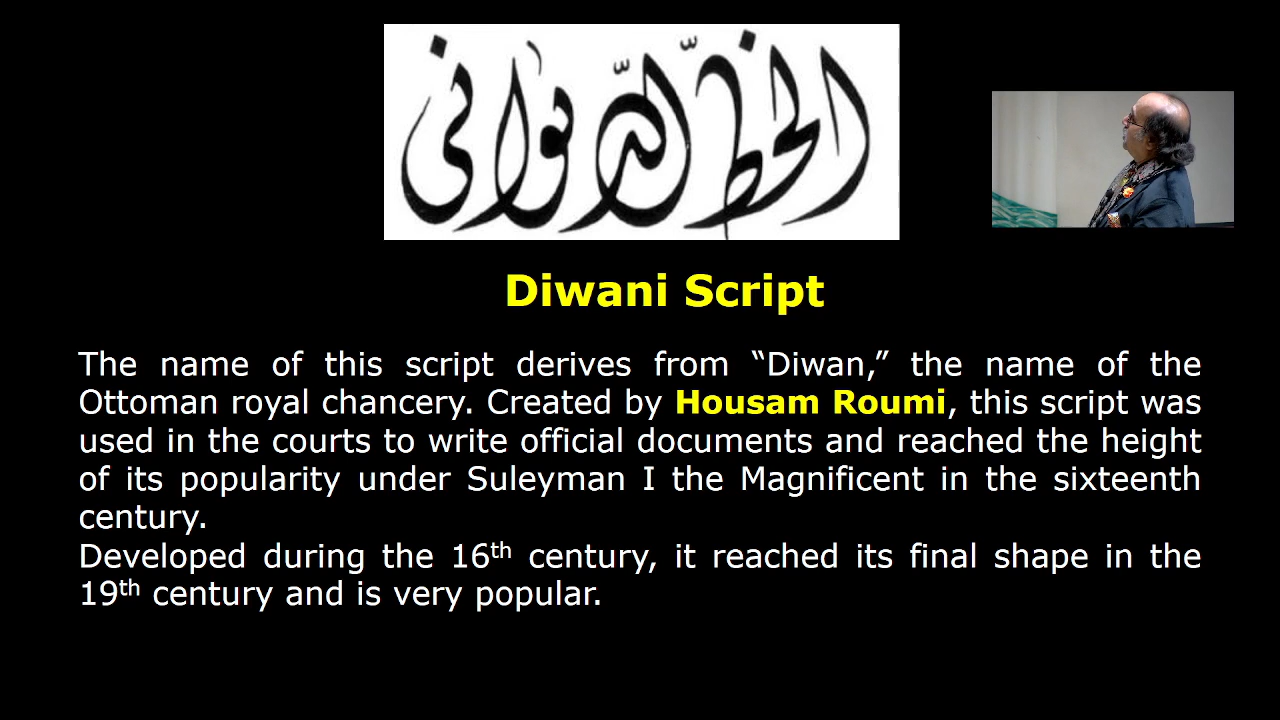 الخط الديواني
Diwani Script
The name of this script derives from “Diwan,” the name of the
Ottoman royal chancery. Created by Housam Roumi, this script was
used in the courts to write official documents and reached the height
of its popularity under Suleyman I the Magnificent in the sixteenth
century.
Developed during the 16th century, it reached its final shape in the
19th century and is very popular.